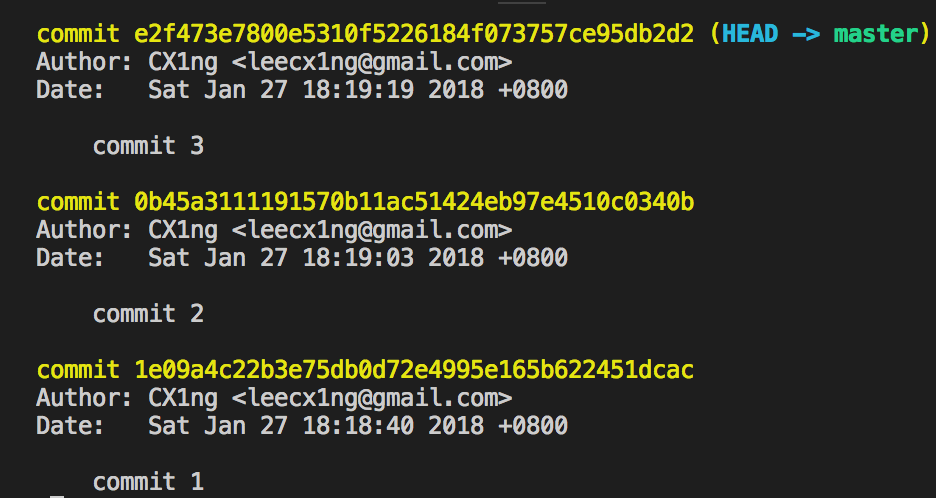 commit e2f473e7800e5310f5226184f073757ce95db2d2 (HEAD -> master)
Author: CX1ng <leecx1ng@gmail.com>
Date:   Sat Jan 27 18:19:19 2018 +0800
    commit 3
commit 0b45a3111191570b11ac51424eb97e4510c0340b
Author: CX1ng <leecx1ng@gmail.com>
Date:   Sat Jan 27 18:19:03 2018 +0800
    commit 2
commit 1e09a4c22b3e75db0d72e4995e165b622451dcac
Author: CX1ng <leecx1ng@gmail.com>
Date:   Sat Jan 27 18:18:40 2018 +0800
    commit 1